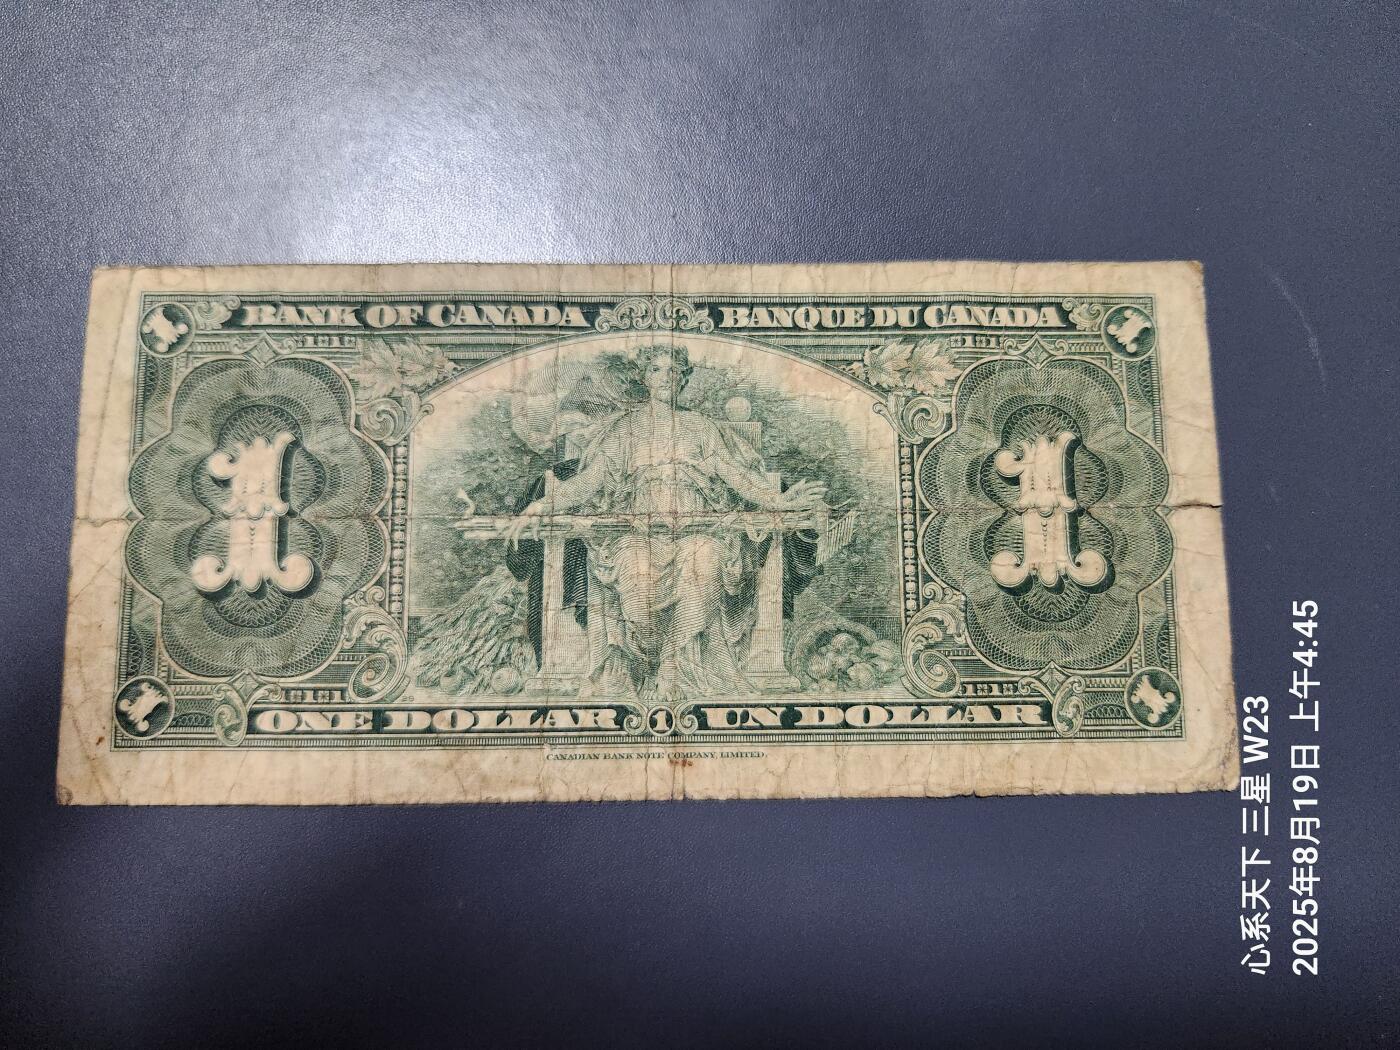 BANK OF CANADA BANQUE DU CANADA
1 1
1 1
1 1
ONE DOLLAR 1 UN DOLLAR
CANADIAN BANK NOTE COMPANY, LIMITED.
心系天下 三星 W23
2025年8月19日 上午4:45